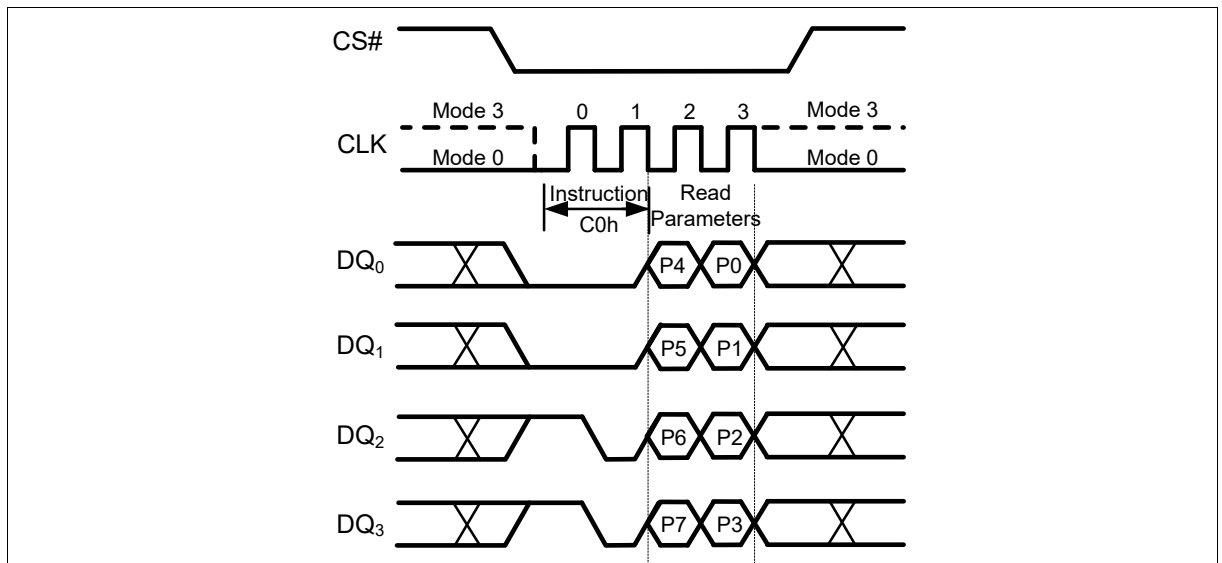 CS#
Mode 3 0 1 2 3 Mode 3
CLK
Mode 0 Mode 0
Instruction Read
C0h Parameters
DQ0 P4 P0
DQ1 P5 P1
DQ2 P6 P2
DQ3 P7 P3